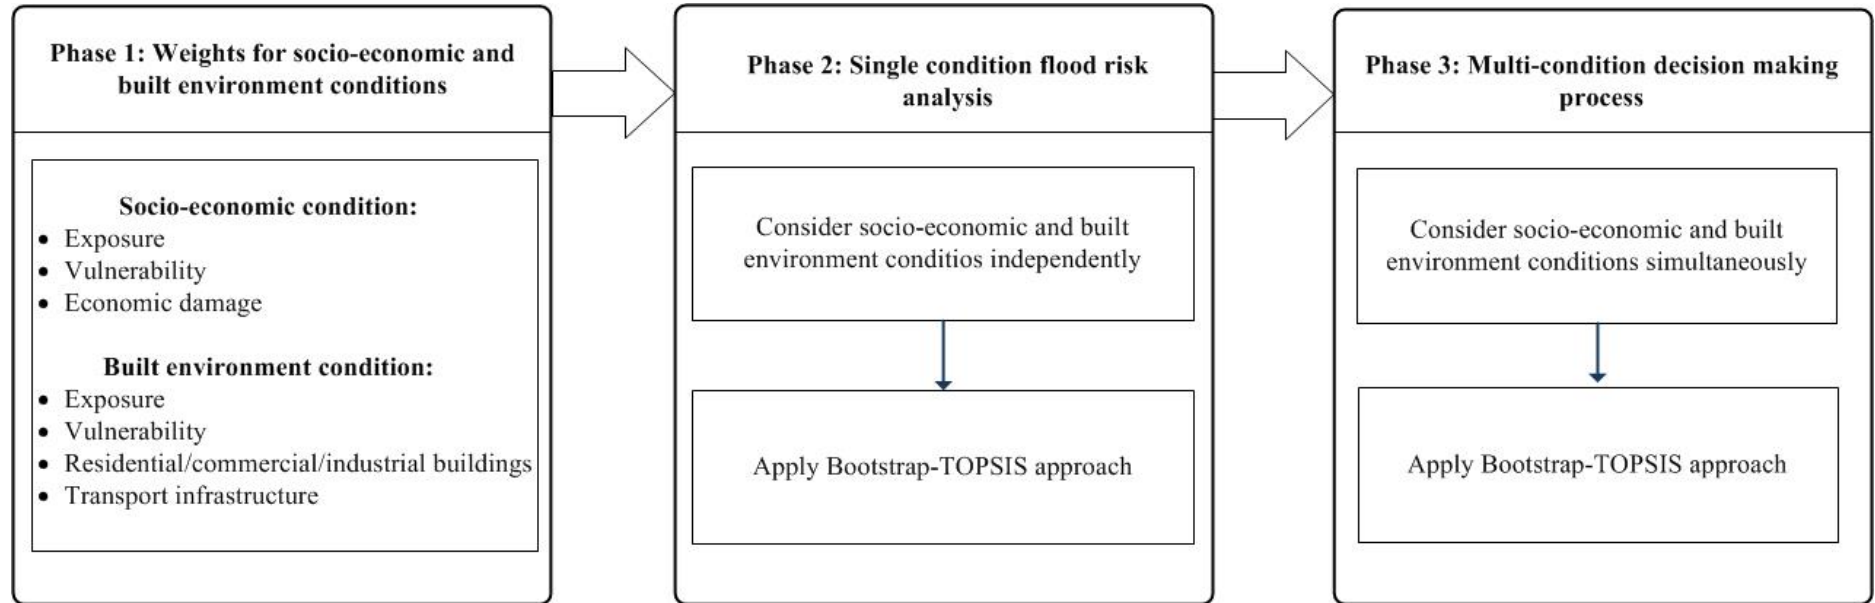 Phase 1: Weights for socio-economic and
built environment conditions
Socio-economic condition:
• Exposure
• Vulnerability
• Economic damage
Built environment condition:
• Exposure
• Vulnerability
• Residential/commercial/industrial buildings
• Transport infrastructure
Phase 2: Single condition flood risk
analysis
Consider socio-economic and built
environment conditios independently
Apply Bootstrap-TOPSIS approach
Phase 3: Multi-condition decision making
process
Consider socio-economic and built
environment conditions simultaneously
Apply Bootstrap-TOPSIS approach